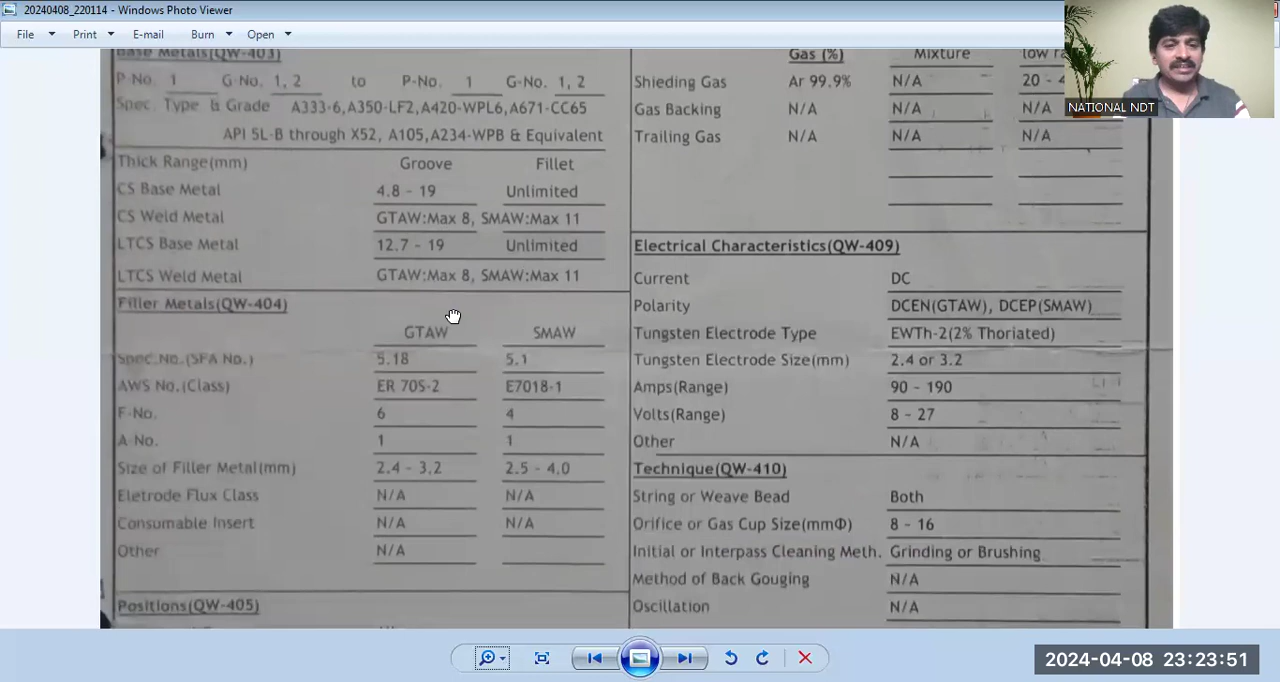 20240408_220114 - Windows Photo Viewer
File Print E-mail Burn Open
NATIONAL NDT
Base Metals(QW-403)
P-No. 1 G-No. 1, 2 to P-No. 1 G-No. 1, 2
Spec. Type & Grade A333-6,A350-LF2,A420-WPL6,A671-CC65
API 5L-B through X52, A105,A234-WPB & Equivalent
Thick Range(mm) Groove Fillet
CS Base Metal 4.8 - 19 Unlimited
CS Weld Metal GTAW:Max 8, SMAW:Max 11
LTCS Base Metal 12.7 - 19 Unlimited
LTCS Weld Metal GTAW:Max 8, SMAW:Max 11
Filler Metals(QW-404)
GTAW SMAW
Spec.No.(SFA No.) 5.18 5.1
AWS No.(Class) ER 70S-2 E7018-1
F-No. 6 4
A No. 1 1
Size of Filler Metal(mm) 2.4 - 3.2 2.5 - 4.0
Eletrode Flux Class N/A N/A
Consumable Insert N/A N/A
Other N/A
Positions(QW-405)
Gas (%) Mixture
Shieding Gas Ar 99.9% N/A 20 -
Gas Backing N/A N/A N/A
Trailing Gas N/A N/A N/A
Electrical Characteristics(QW-409)
Current DC
Polarity DCEN(GTAW), DCEP(SMAW)
Tungsten Electrode Type EWTh-2(2% Thoriated)
Tungsten Electrode Size(mm) 2.4 or 3.2
Amps(Range) 90 - 190
Volts(Range) 8 - 27
Other N/A
Technique(QW-410)
String or Weave Bead Both
Orifice or Gas Cup Size(mmΦ) 8 - 16
Initial or Interpass Cleaning Meth. Grinding or Brushing
Method of Back Gouging N/A
Oscillation N/A
2024-04-08 23:23:51